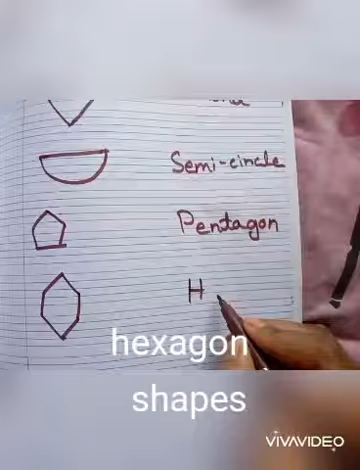 Semi-circle
Pentagon
H
hexagon
shapes
VIVAVIDEO